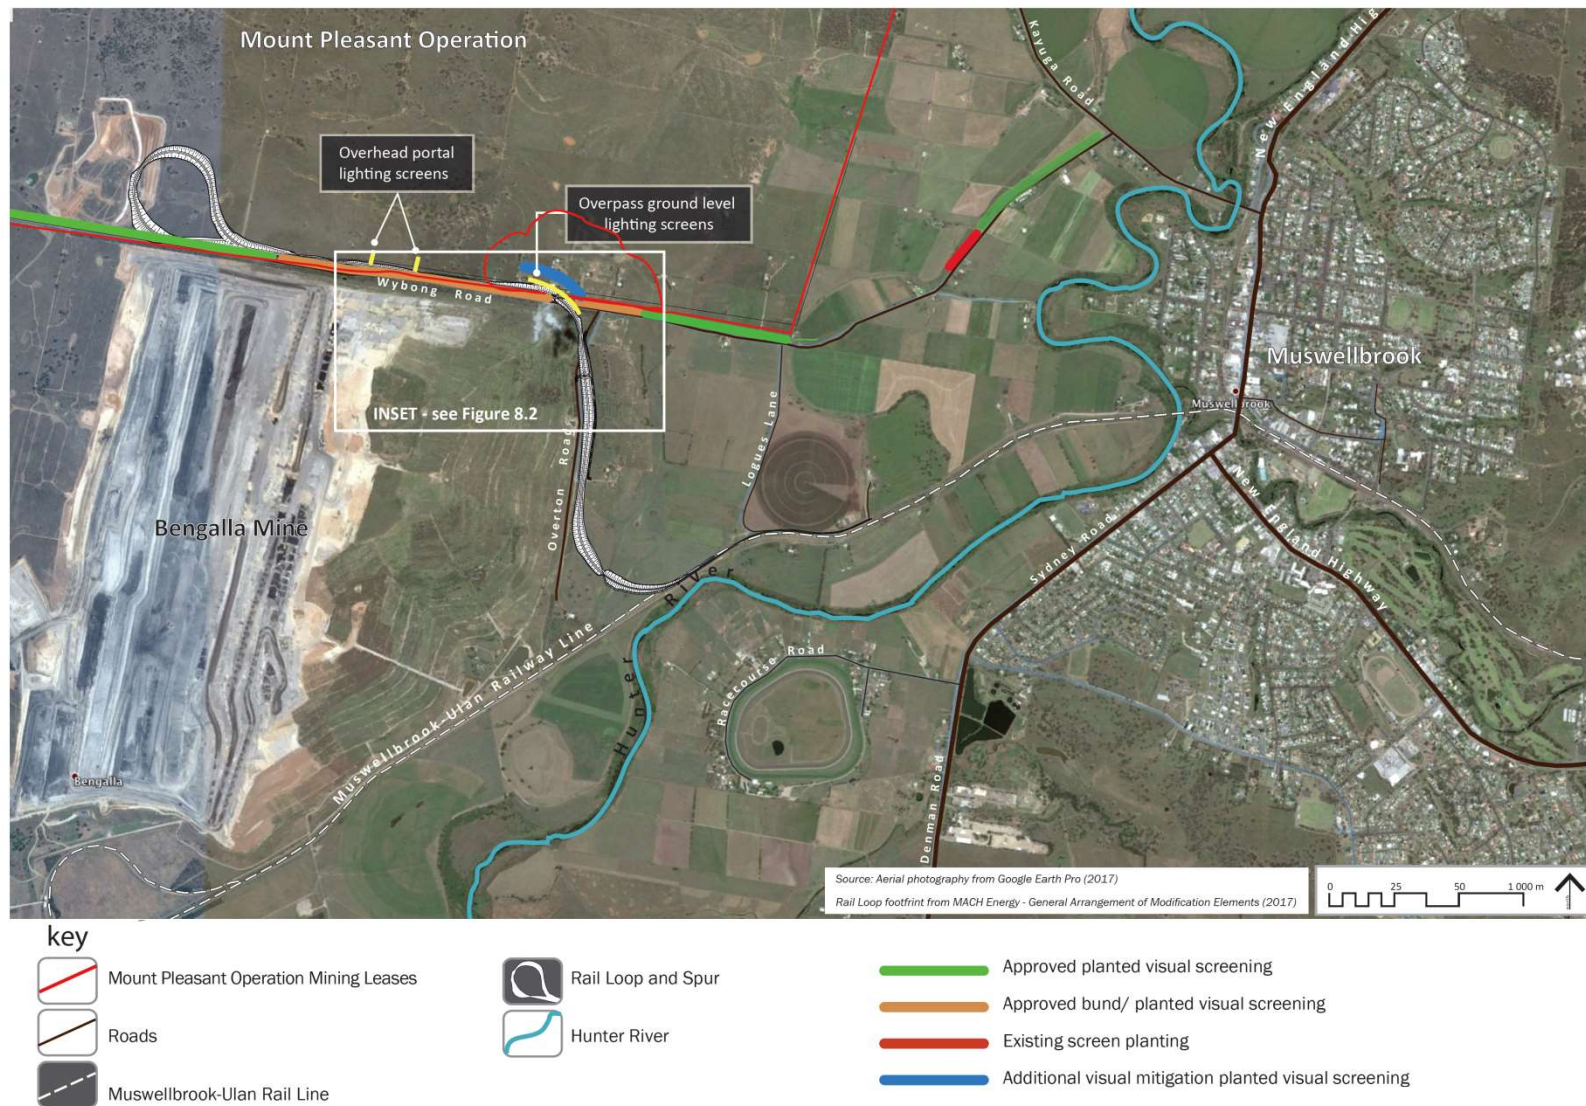 Mount Pleasant Operation
Kayuga Road
New England Hig
Overhead portal
lighting screens
Overpass ground level
lighting screens
Wybong Road
INSET - see Figure 8.2
Muswellbrook
Muswellbrook
Logues Lane
Overton Road
Bengalla Mine
Sydney Road
New England Highway
Hunter River
Muswellbrook-Ulan Railway Line
Racecourse Road
Denman Road
Bengalla
Source: Aerial photography from Google Earth Pro (2017)
Rail Loop footfrint from MACH Energy - General Arrangement of Modification Elements (2017)
0 25 50 1 000 m
key
Mount Pleasant Operation Mining Leases
Roads
Muswellbrook-Ulan Rail Line
Rail Loop and Spur
Hunter River
Approved planted visual screening
Approved bund/ planted visual screening
Existing screen planting
Additional visual mitigation planted visual screening